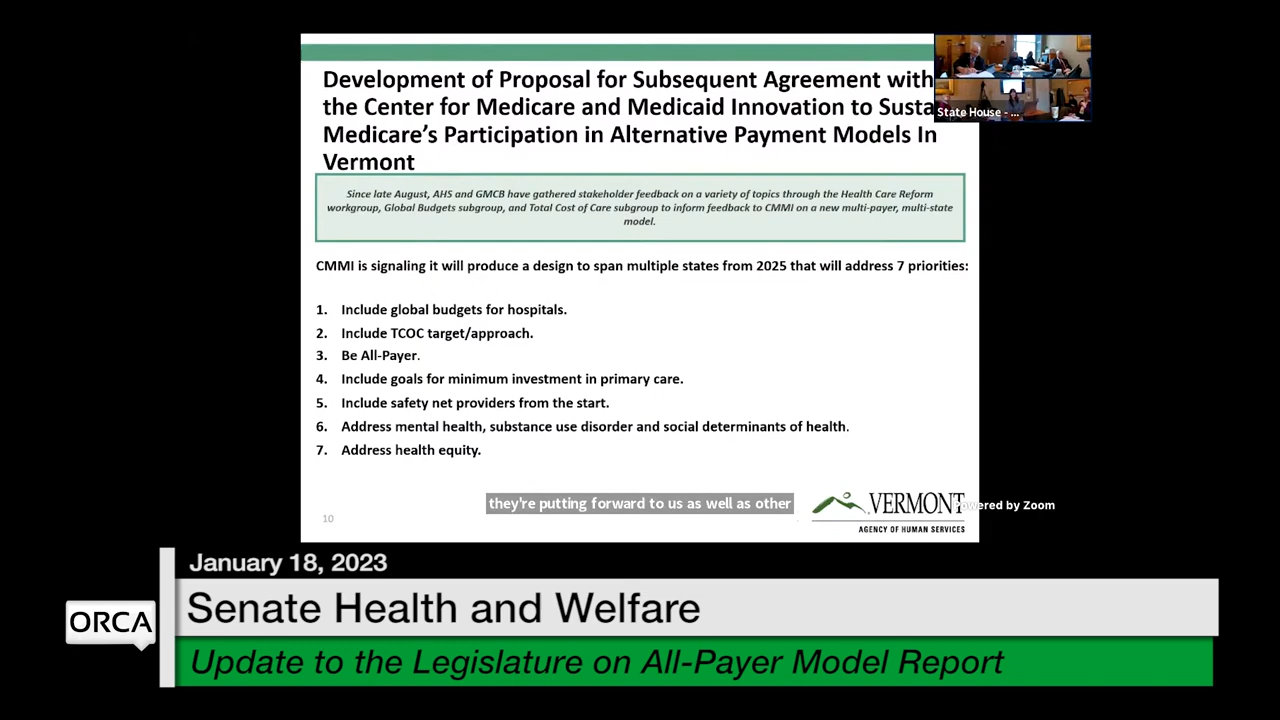 Development of Proposal for Subsequent Agreement with
the Center for Medicare and Medicaid Innovation to Susta
Medicare's Participation in Alternative Payment Models In
Vermont
State House - ...
Since late August, AHS and GMCB have gathered stakeholder feedback on a variety of topics through the Health Care Reform
workgroup, Global Budgets subgroup, and Total Cost of Care subgroup to inform feedback to CMMI on a new multi-payer, multi-state
model.
CMMI is signaling it will produce a design to span multiple states from 2025 that will address 7 priorities:
1. Include global budgets for hospitals.
2. Include TCOC target/approach.
3. Be All-Payer.
4. Include goals for minimum investment in primary care.
5. Include safety net providers from the start.
6. Address mental health, substance use disorder and social determinants of health.
7. Address health equity.
they're putting forward to us as well as other
10
VERMONT
AGENCY OF HUMAN SERVICES
Powered by Zoom
January 18, 2023
ORCA
Senate Health and Welfare
Update to the Legislature on All-Payer Model Report